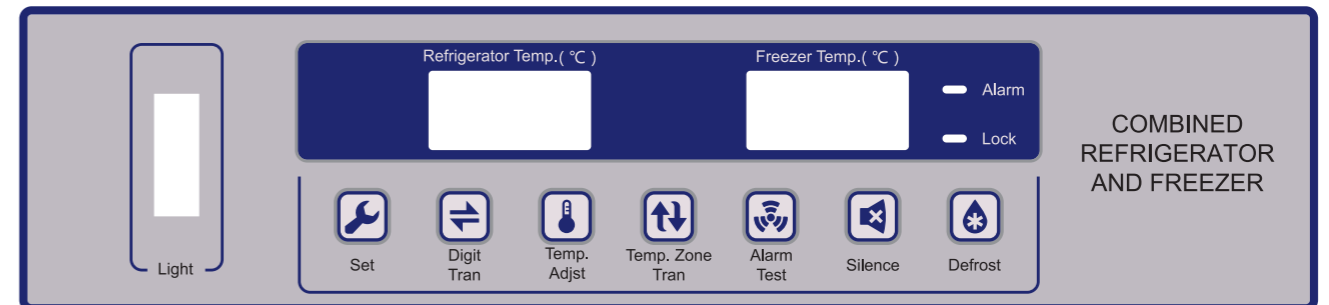 Refrigerator Temp.( ℃ )
Freezer Temp.( ℃ )
Alarm
Lock
COMBINED
REFRIGERATOR
AND FREEZER
Light
Set
Digit
Tran
Temp.
Adjst
Temp. Zone
Tran
Alarm
Test
Silence
Defrost